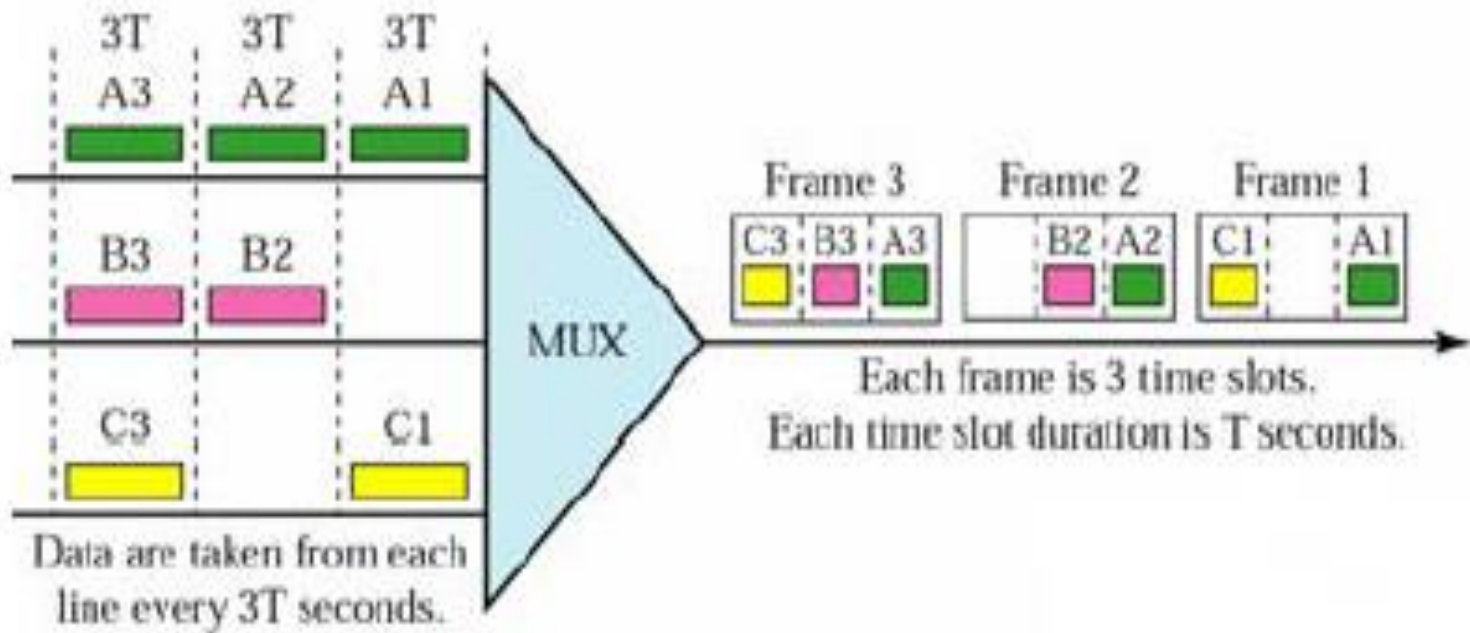 3T 3T 3T
A3 A2 A1
B3 B2
C3 C1
Data are taken from each
line every 3T seconds.
MUX
Frame 3 Frame 2 Frame 1
C3 B3 A3 B2 A2 C1 A1
Each frame is 3 time slots.
Each time slot duration is T seconds.